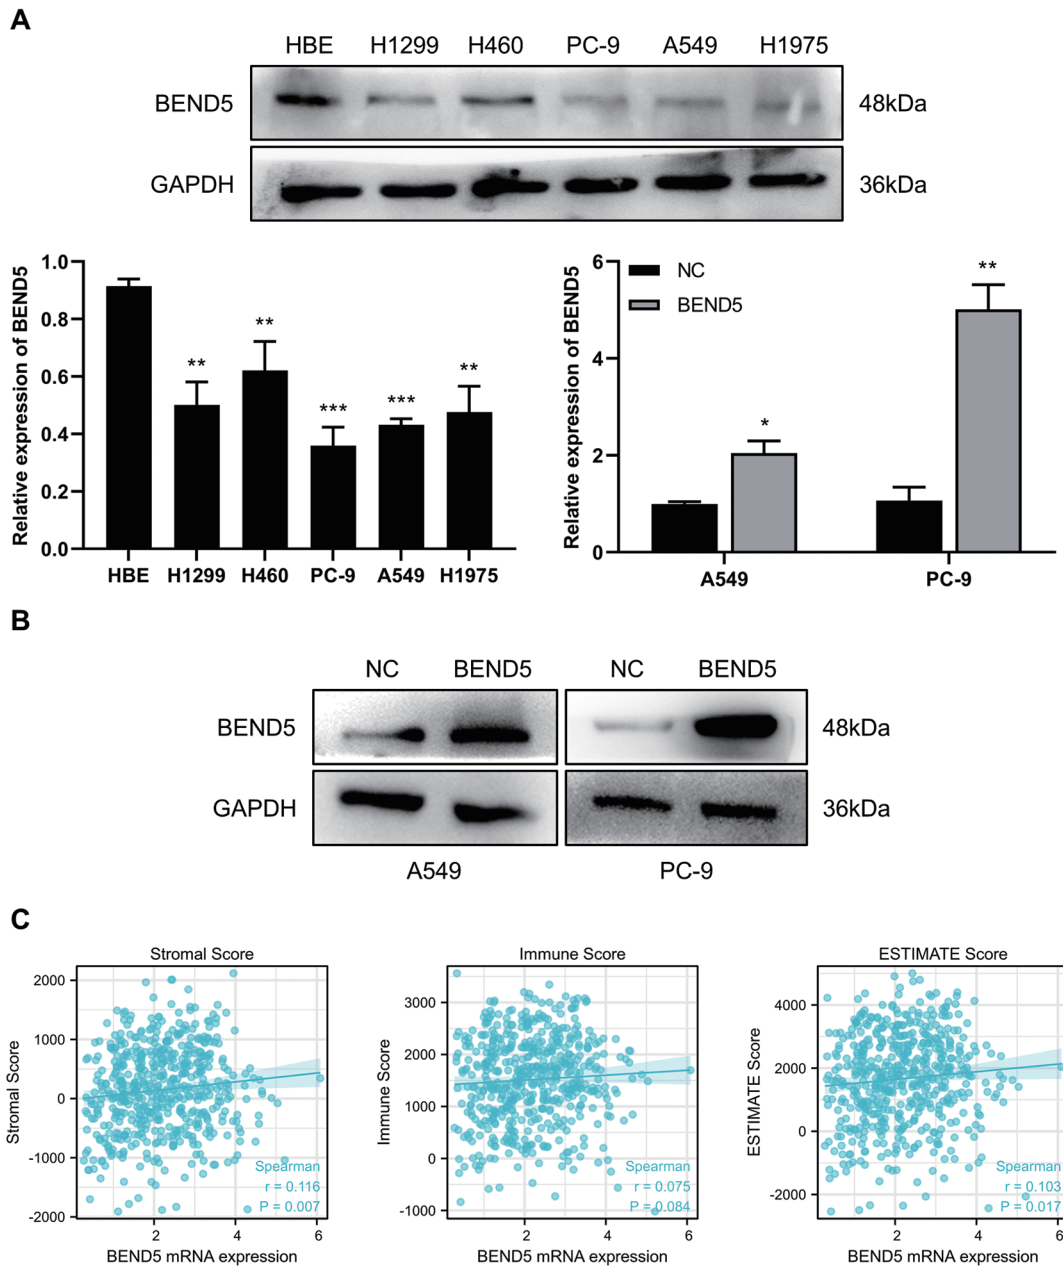 A
HBE H1299 H460 PC-9 A549 H1975
BEND5 48kDa
GAPDH 36kDa
Relative expression of BEND5
1.0
0.8
0.6
0.4
0.2
0.0
** ** *** *** **
HBE H1299 H460 PC-9 A549 H1975
Relative expression of BEND5
6
4
2
0
NC
BEND5
* **
A549 PC-9
B
NC BEND5 NC BEND5
BEND5 48kDa
GAPDH 36kDa
A549 PC-9
C
Stromal Score
Stromal Score
2000
1000
0
-1000
-2000
Spearman
r = 0.116
P = 0.007
2 4 6
BEND5 mRNA expression
Immune Score
Immune Score
3000
2000
1000
0
-1000
Spearman
r = 0.075
P = 0.084
2 4 6
BEND5 mRNA expression
ESTIMATE Score
ESTIMATE Score
4000
2000
0
-2000
Spearman
r = 0.103
P = 0.017
2 4 6
BEND5 mRNA expression